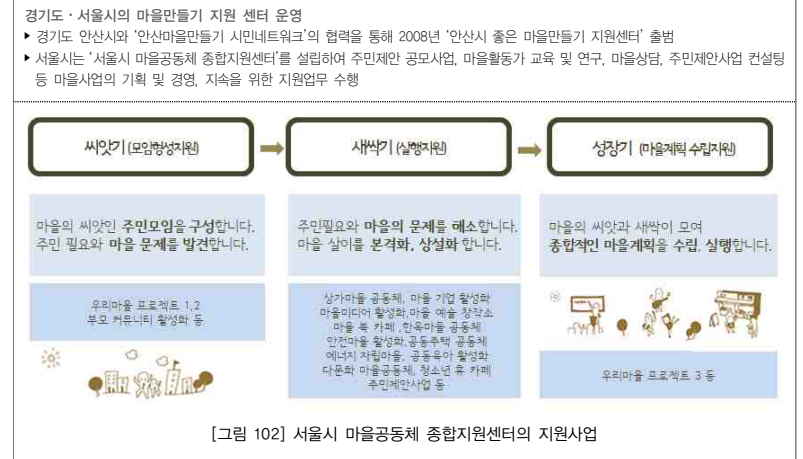 경기도 · 서울시의 마을만들기 지원 센터 운영
▸ 경기도 안산시와 ‘안산마을만들기 시민네트워크’의 협력을 통해 2008년 ‘안산시 좋은 마을만들기 지원센터’ 출범
▸ 서울시는 ‘서울시 마을공동체 종합지원센터’를 설립하여 주민제안 공모사업, 마을활동가 교육 및 연구, 마을상담, 주민제안사업 컨설팅
등 마을사업의 기획 및 경영, 지속을 위한 지원업무 수행
씨앗기 (모임형성지원)
마을의 씨앗인 주민모임을 구성합니다.
주민 필요와 마을 문제를 발견합니다.
우리마을 프로젝트 1,2
부모 커뮤니티 활성화 등
새싹기 (실행지원)
주민필요와 마을의 문제를 해소합니다.
마을 살이를 본격화, 상설화 합니다.
상가마을 공동체, 마을 기업 활성화
마을미디어 활성화,마을 예술 창작소
마을 북 카페 ,한옥마을 공동체
안전마을 활성화,공동주택 공동체
에너지 자립마을, 공동육아 활성화
다문화 마을공동체, 청소년 휴 카페
주민제안사업 등
성장기 (마을계획 수립지원)
마을의 씨앗과 새싹이 모여
종합적인 마을계획을 수립, 실행합니다.
우리마을 프로젝트 3 등
[그림 102] 서울시 마을공동체 종합지원센터의 지원사업